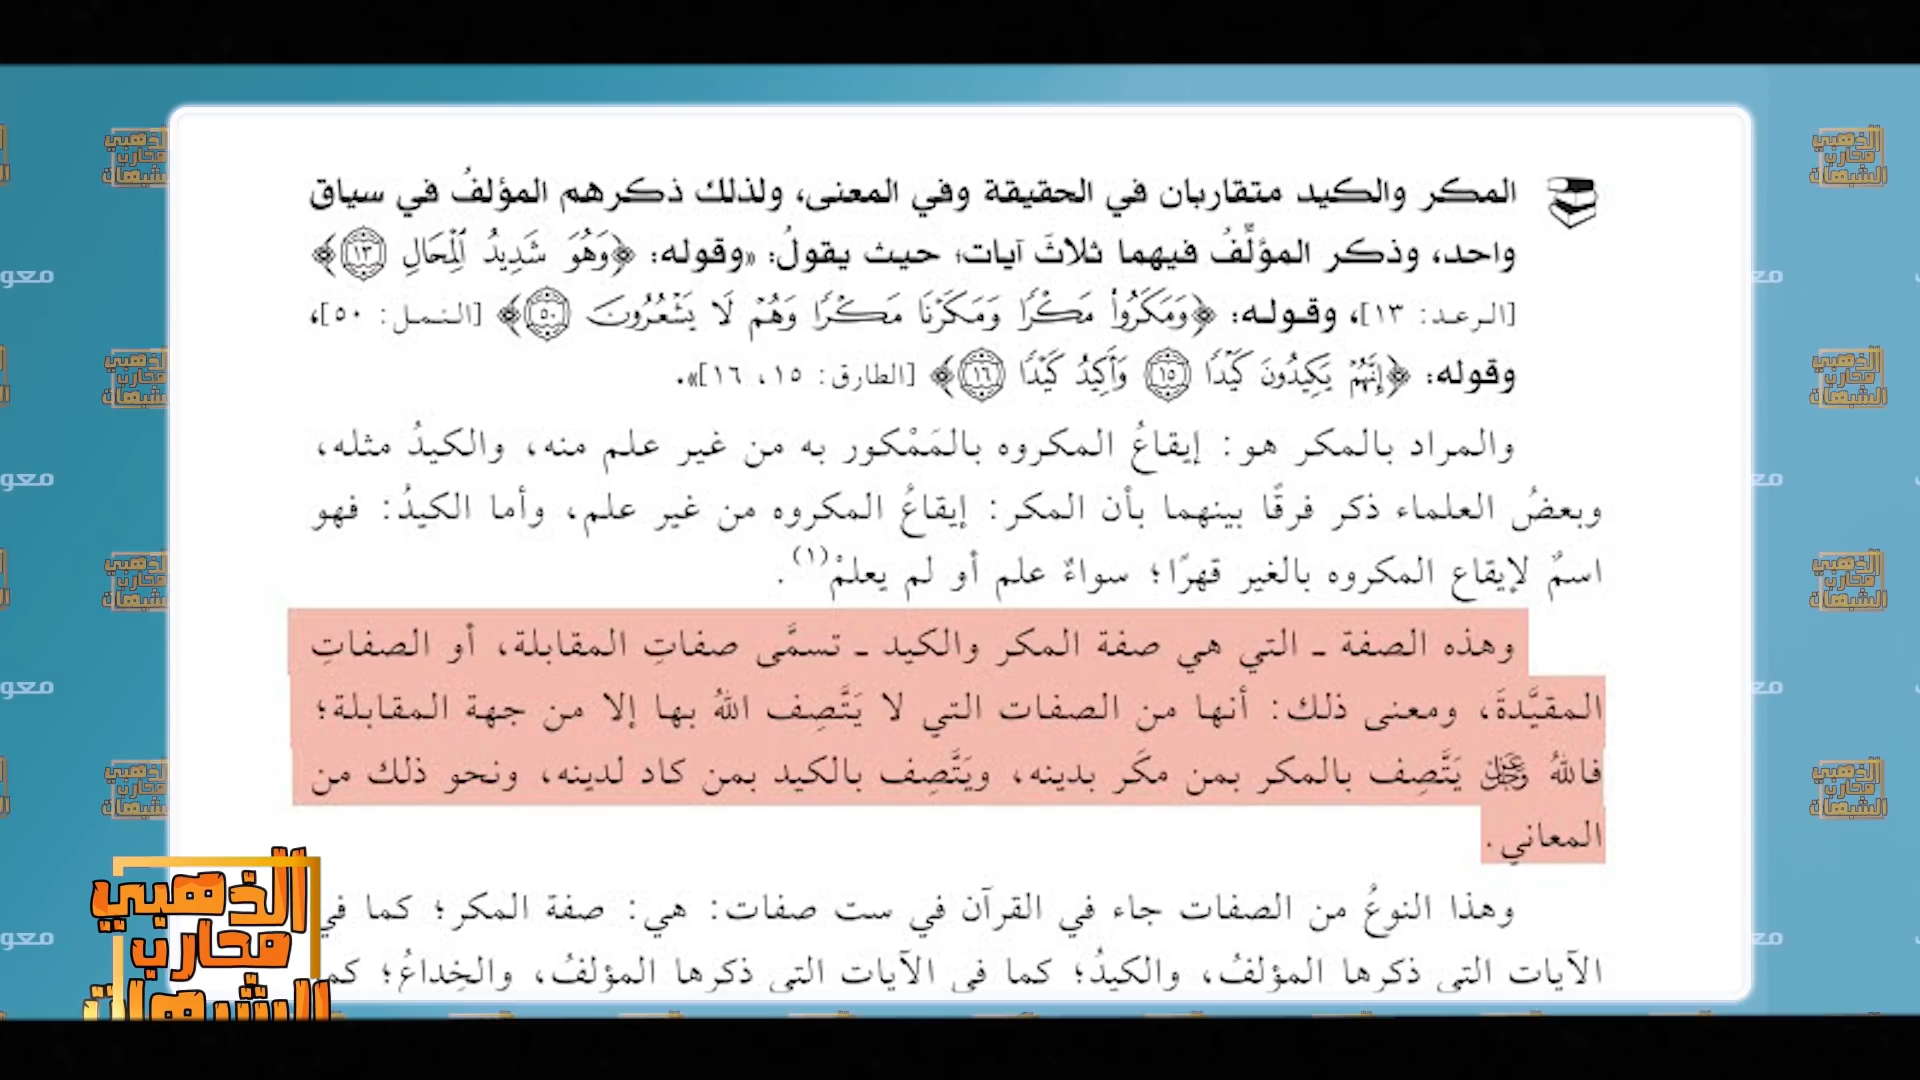 المكر والكيد متقاربان في الحقيقة وفي المعنى، ولذلك ذكرهم المؤلفُ في سياق
واحد، وذكر المؤلِّفُ فيهما ثلاثَ آيات؛ حيث يقولُ: «وقوله: ﴿وَهُوَ شَدِيدُ ٱلْمِحَالِ ١٣﴾
[الرعد: ١٣]، وقوله: ﴿وَمَكَرُوا۟ مَكْرًا وَمَكَرْنَا مَكْرًا وَهُمْ لَا يَشْعُرُونَ ٥٠﴾ [النمل: ٥٠]،
وقوله: ﴿إِنَّهُمْ يَكِيدُونَ كَيْدًا ١٥ وَأَكِيدُ كَيْدًا ١٦﴾ [الطارق: ١٥، ١٦]».
والمراد بالمكر هو: إيقاعُ المكروه بالمَمْكور به من غير علم منه، والكيدُ مثله،
وبعضُ العلماء ذكر فرقًا بينهما بأن المكر: إيقاعُ المكروه من غير علم، وأما الكيدُ: فهو
اسمٌ لإيقاع المكروه بالغير قهرًا؛ سواءٌ علم أو لم يعلمْ(١).
وهذه الصفة ـ التي هي صفة المكر والكيد ـ تسمَّى صفاتِ المقابلة، أو الصفاتِ
المقيَّدةَ، ومعنى ذلك: أنها من الصفات التي لا يَتَّصِف اللهُ بها إلا من جهة المقابلة؛
فاللهُ عَزَّ وَجَلَّ يَتَّصِف بالمكر بمن مكَر بدينه، ويَتَّصِف بالكيد بمن كاد لدينه، ونحو ذلك من
المعاني.
وهذا النوعُ من الصفات جاء في القرآن في ست صفات: هي: صفة المكر؛ كما في
الآيات التي ذكرها المؤلفُ، والكيدُ؛ كما في الآيات التي ذكرها المؤلفُ، والخِداعُ؛ كما
الذهبي
محارب
الشبهات